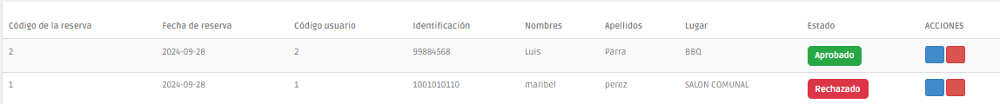 Código de la reserva Fecha de reserva Código usuario Identificación Nombres Apellidos Lugar Estado ACCIONES
2 2024-09-28 2 99884568 Luis Parra BBQ Aprobado
1 2024-09-28 1 1001010110 maribel perez SALON COMUNAL Rechazado